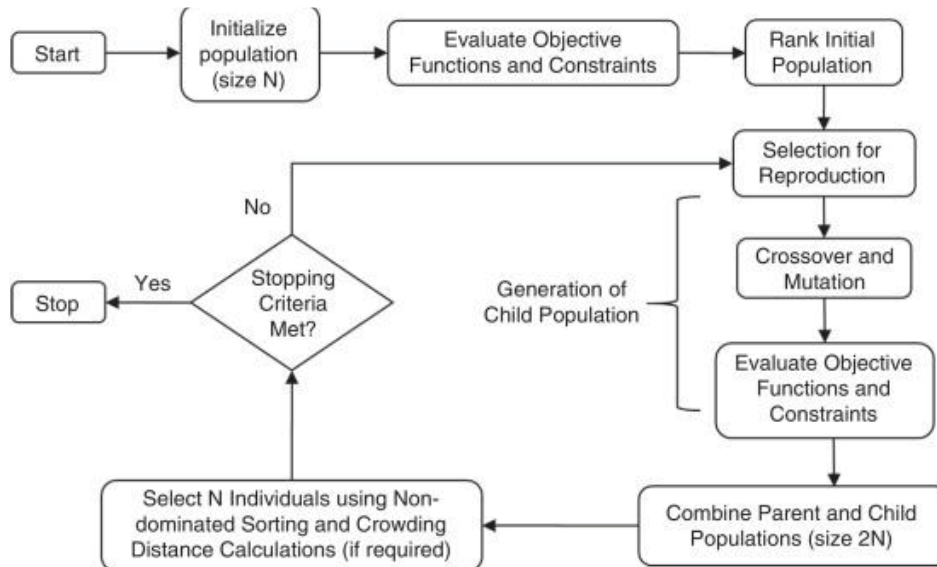 Start
Initialize
population
(size N)
Evaluate Objective
Functions and Constraints
Rank Initial
Population
Selection for
Reproduction
No
Stop
Yes
Stopping
Criteria
Met?
Generation of
Child Population
Crossover and
Mutation
Evaluate Objective
Functions and
Constraints
Select N Individuals using Non-
dominated Sorting and Crowding
Distance Calculations (if required)
Combine Parent and Child
Populations (size 2N)